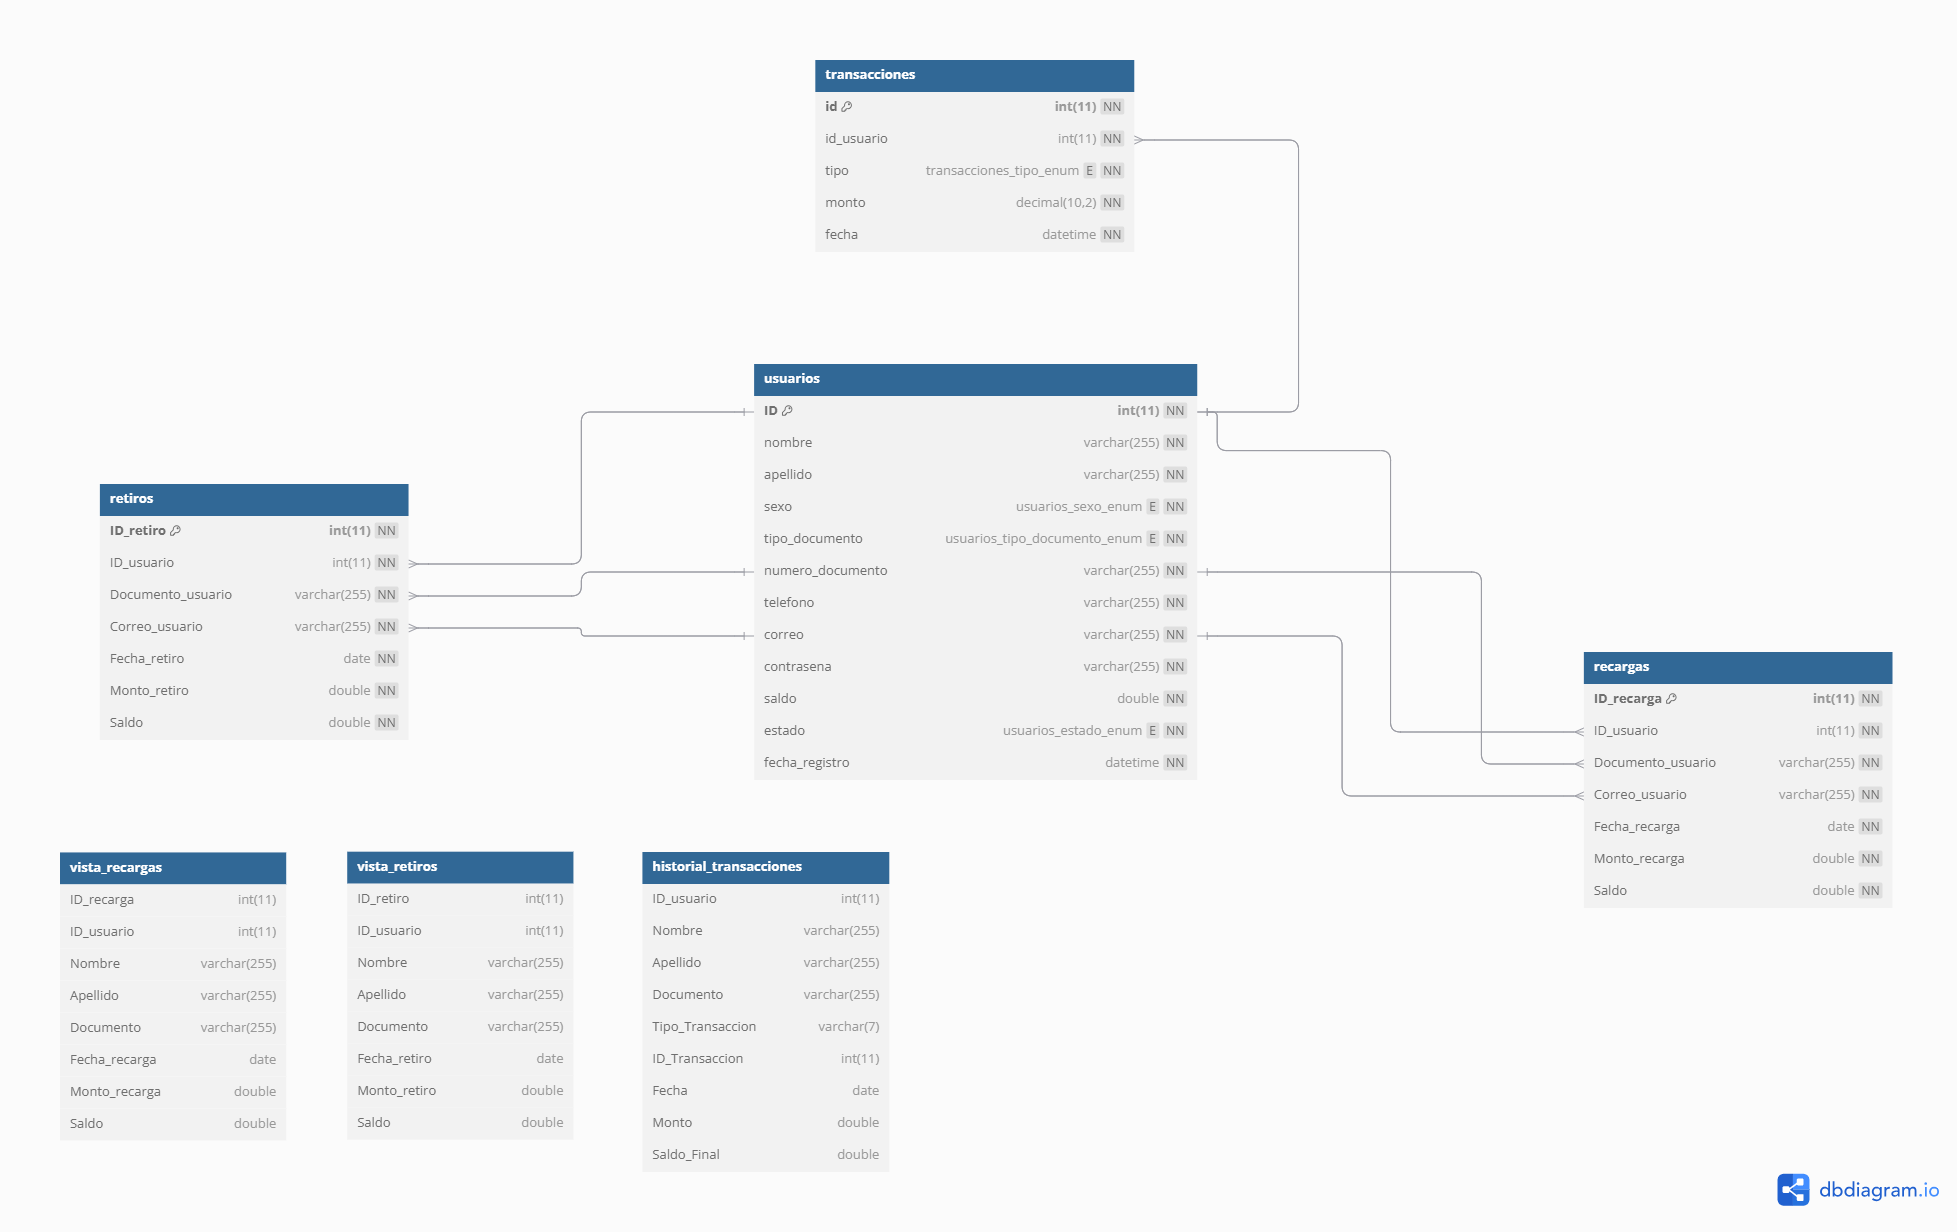 transacciones
id int(11) NN
id_usuario int(11) NN
tipo transacciones_tipo_enum E NN
monto decimal(10,2) NN
fecha datetime NN
usuarios
ID int(11) NN
nombre varchar(255) NN
apellido varchar(255) NN
sexo usuarios_sexo_enum E NN
tipo_documento usuarios_tipo_documento_enum E NN
numero_documento varchar(255) NN
telefono varchar(255) NN
correo varchar(255) NN
contrasena varchar(255) NN
saldo double NN
estado usuarios_estado_enum E NN
fecha_registro datetime NN
retiros
ID_retiro int(11) NN
ID_usuario int(11) NN
Documento_usuario varchar(255) NN
Correo_usuario varchar(255) NN
Fecha_retiro date NN
Monto_retiro double NN
Saldo double NN
recargas
ID_recarga int(11) NN
ID_usuario int(11) NN
Documento_usuario varchar(255) NN
Correo_usuario varchar(255) NN
Fecha_recarga date NN
Monto_recarga double NN
Saldo double NN
vista_recargas
ID_recarga int(11)
ID_usuario int(11)
Nombre varchar(255)
Apellido varchar(255)
Documento varchar(255)
Fecha_recarga date
Monto_recarga double
Saldo double
vista_retiros
ID_retiro int(11)
ID_usuario int(11)
Nombre varchar(255)
Apellido varchar(255)
Documento varchar(255)
Fecha_retiro date
Monto_retiro double
Saldo double
historial_transacciones
ID_usuario int(11)
Nombre varchar(255)
Apellido varchar(255)
Documento varchar(255)
Tipo_Transaccion varchar(7)
ID_Transaccion int(11)
Fecha date
Monto double
Saldo_Final double
dbdiagram.io